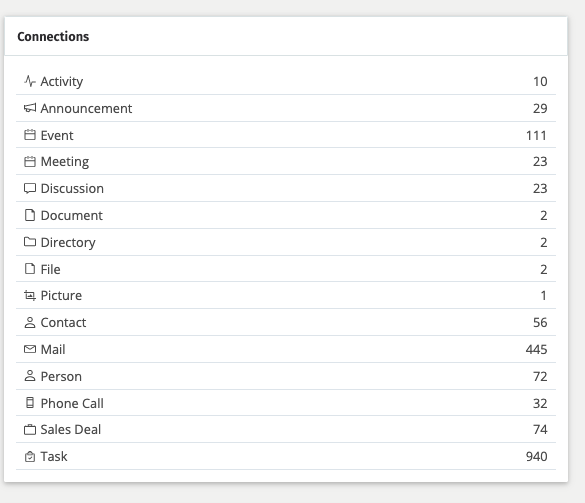 Connections
Activity 10
Announcement 29
Event 111
Meeting 23
Discussion 23
Document 2
Directory 2
File 2
Picture 1
Contact 56
Mail 445
Person 72
Phone Call 32
Sales Deal 74
Task 940